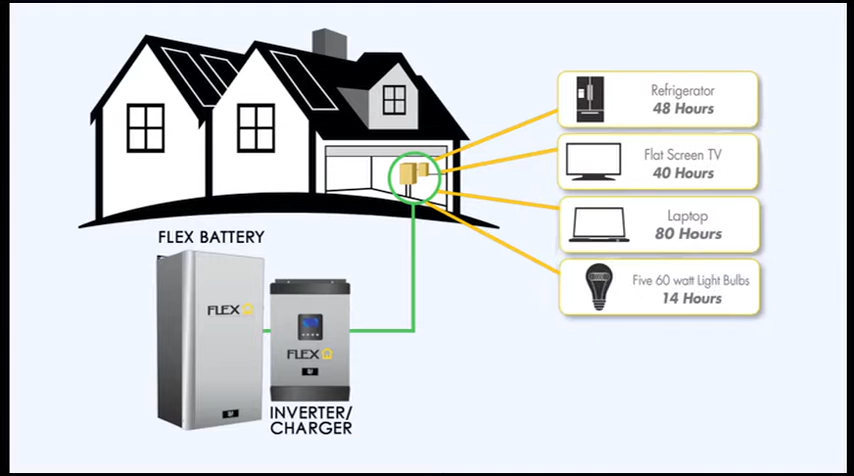 Refrigerator
48 Hours
Flat Screen TV
40 Hours
Laptop
80 Hours
Five 60 watt Light Bulbs
14 Hours
FLEX BATTERY
FLEX
FLEX
INVERTER/
CHARGER